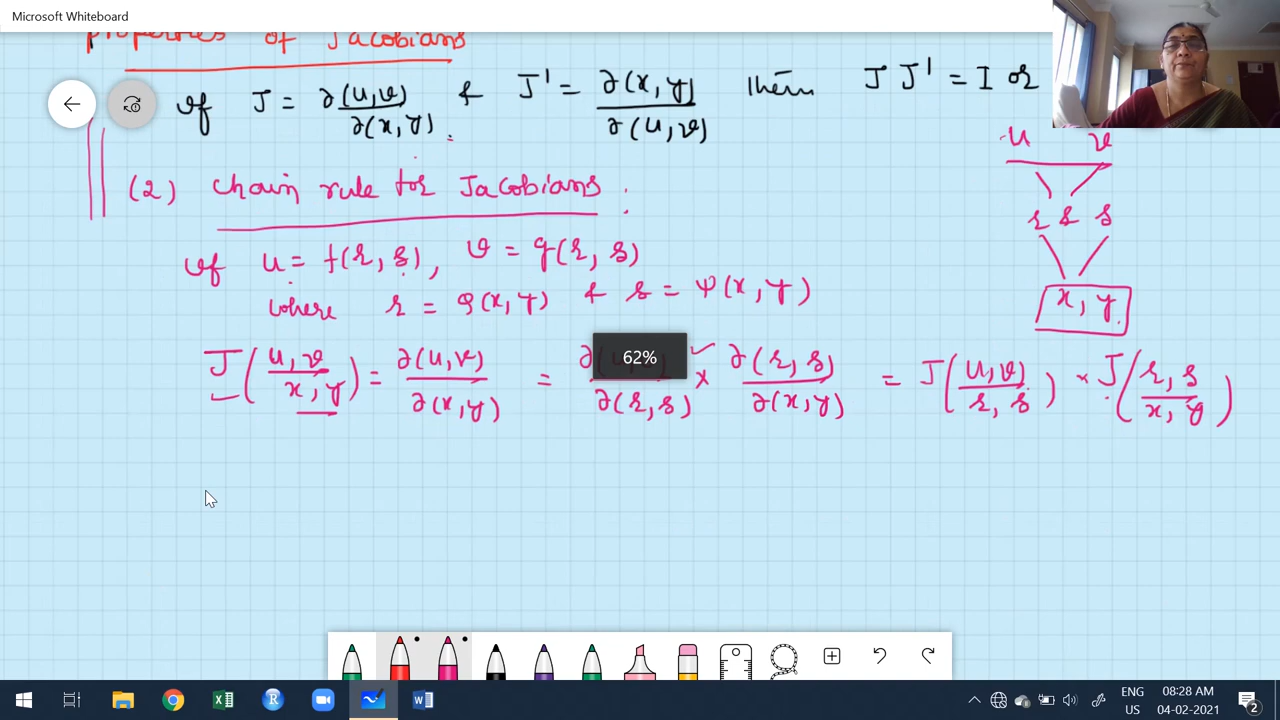 Microsoft Whiteboard
properties of Jacobians
If J = ∂(u,v)/∂(x,y) & J' = ∂(x,y)/∂(u,v) then J J' = I or
u v
(2) Chain rule for Jacobians :
r & s
If u = f(r,s), v = g(r,s)
where r = φ(x,y) & s = ψ(x,y)
x, y
J(u,v/x,y) = ∂(u,v)/∂(x,y) = ∂(u,v)/∂(r,s) × ∂(r,s)/∂(x,y) = J(u,v/r,s) × J(r,s/x,y)
62%
ENG
US
08:28 AM
04-02-2021
2